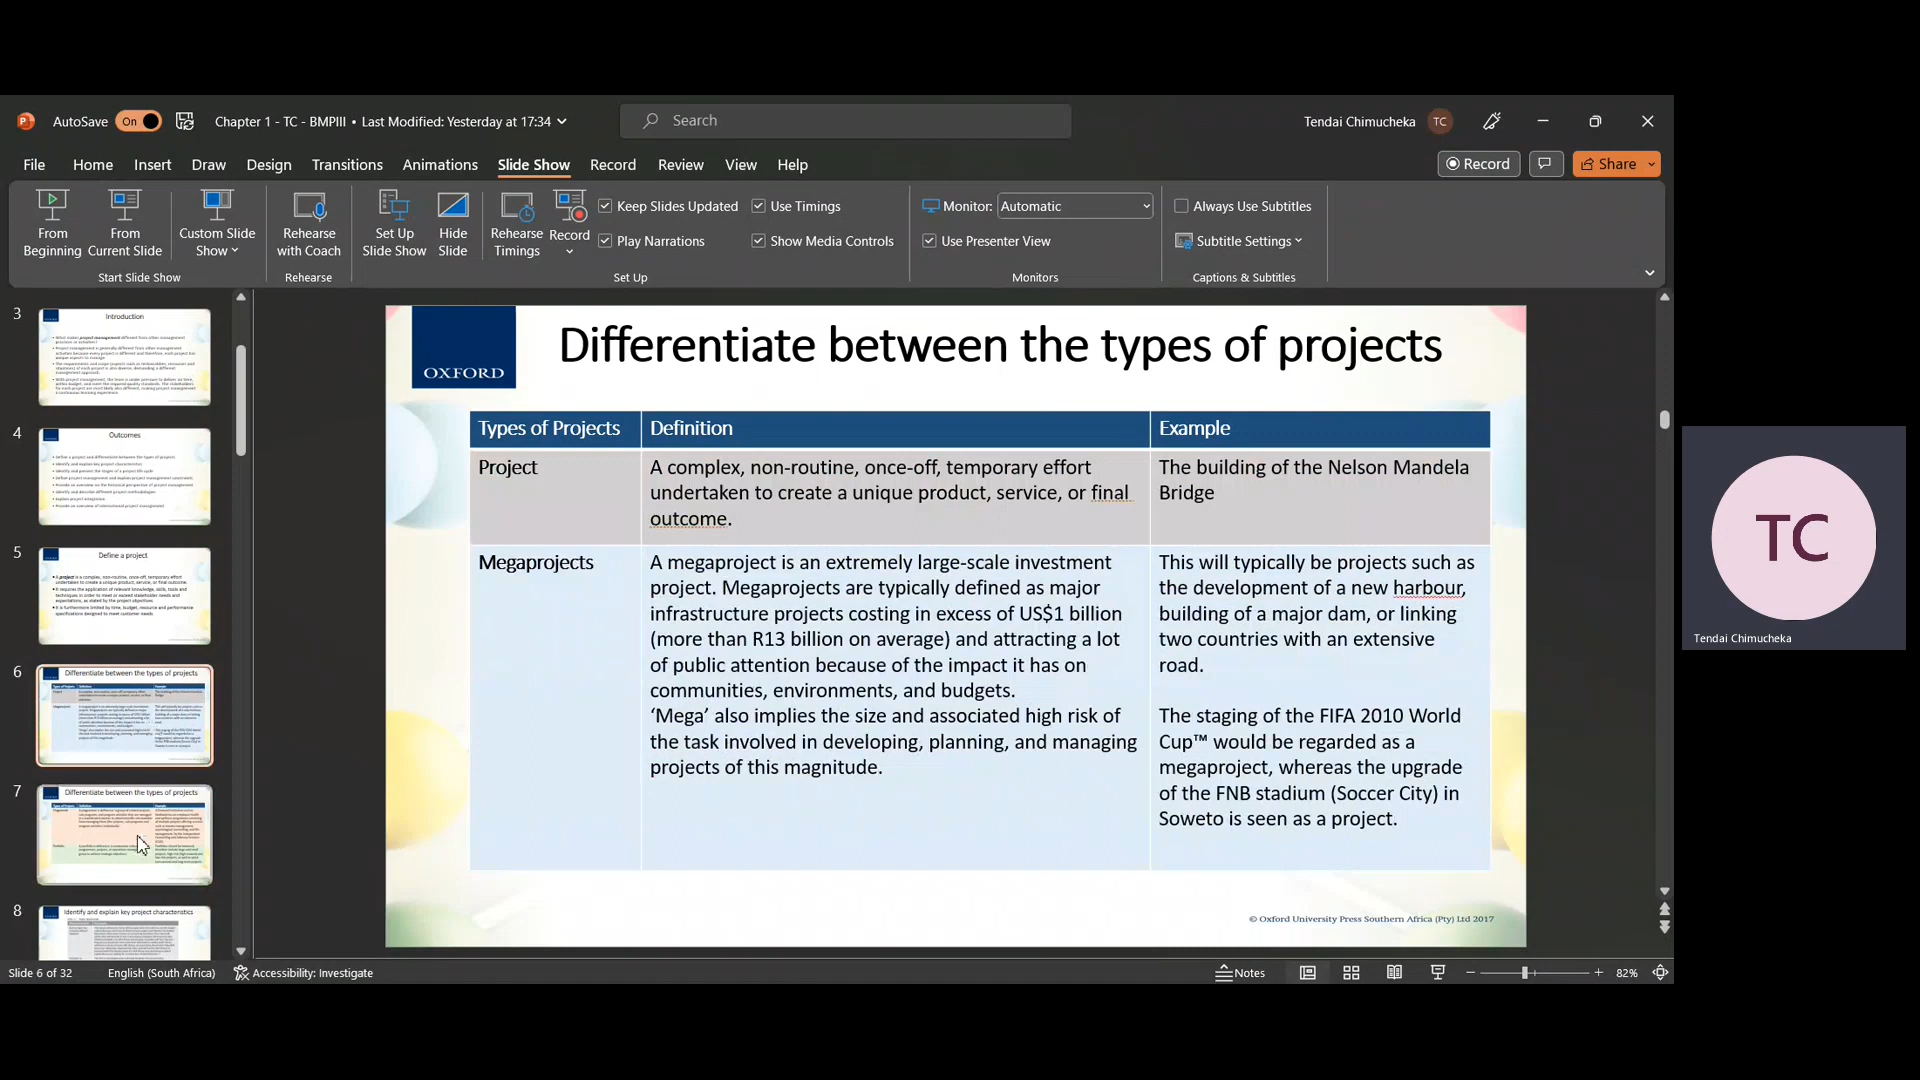 AutoSave On Chapter 1 - TC - BMPIII • Last Modified: Yesterday at 17:34 Search Tendai Chimucheka TC
File Home Insert Draw Design Transitions Animations Slide Show Record Review View Help Record Share
From Beginning
From Current Slide
Custom Slide Show
Start Slide Show
Rehearse with Coach
Rehearse
Set Up Slide Show
Hide Slide
Rehearse Timings
Record
Keep Slides Updated
Play Narrations
Use Timings
Show Media Controls
Set Up
Monitor: Automatic
Use Presenter View
Monitors
Always Use Subtitles
Subtitle Settings
Captions & Subtitles
3
Introduction
4
Outcomes
5
Define a project
6
Differentiate between the types of projects
7
Differentiate between the types of projects
8
Identify and explain key project characteristics
OXFORD
Differentiate between the types of projects
Types of Projects
Definition
Example
Project
A complex, non-routine, once-off, temporary effort
undertaken to create a unique product, service, or final
outcome.
The building of the Nelson Mandela
Bridge
Megaprojects
A megaproject is an extremely large-scale investment
project. Megaprojects are typically defined as major
infrastructure projects costing in excess of US$1 billion
(more than R13 billion on average) and attracting a lot
of public attention because of the impact it has on
communities, environments, and budgets.
‘Mega’ also implies the size and associated high risk of
the task involved in developing, planning, and managing
projects of this magnitude.
This will typically be projects such as
the development of a new harbour,
building of a major dam, or linking
two countries with an extensive
road.
The staging of the FIFA 2010 World
Cup™ would be regarded as a
megaproject, whereas the upgrade
of the FNB stadium (Soccer City) in
Soweto is seen as a project.
© Oxford University Press Southern Africa (Pty) Ltd 2017
TC
Tendai Chimucheka
Slide 6 of 32 English (South Africa) Accessibility: Investigate Notes 82%